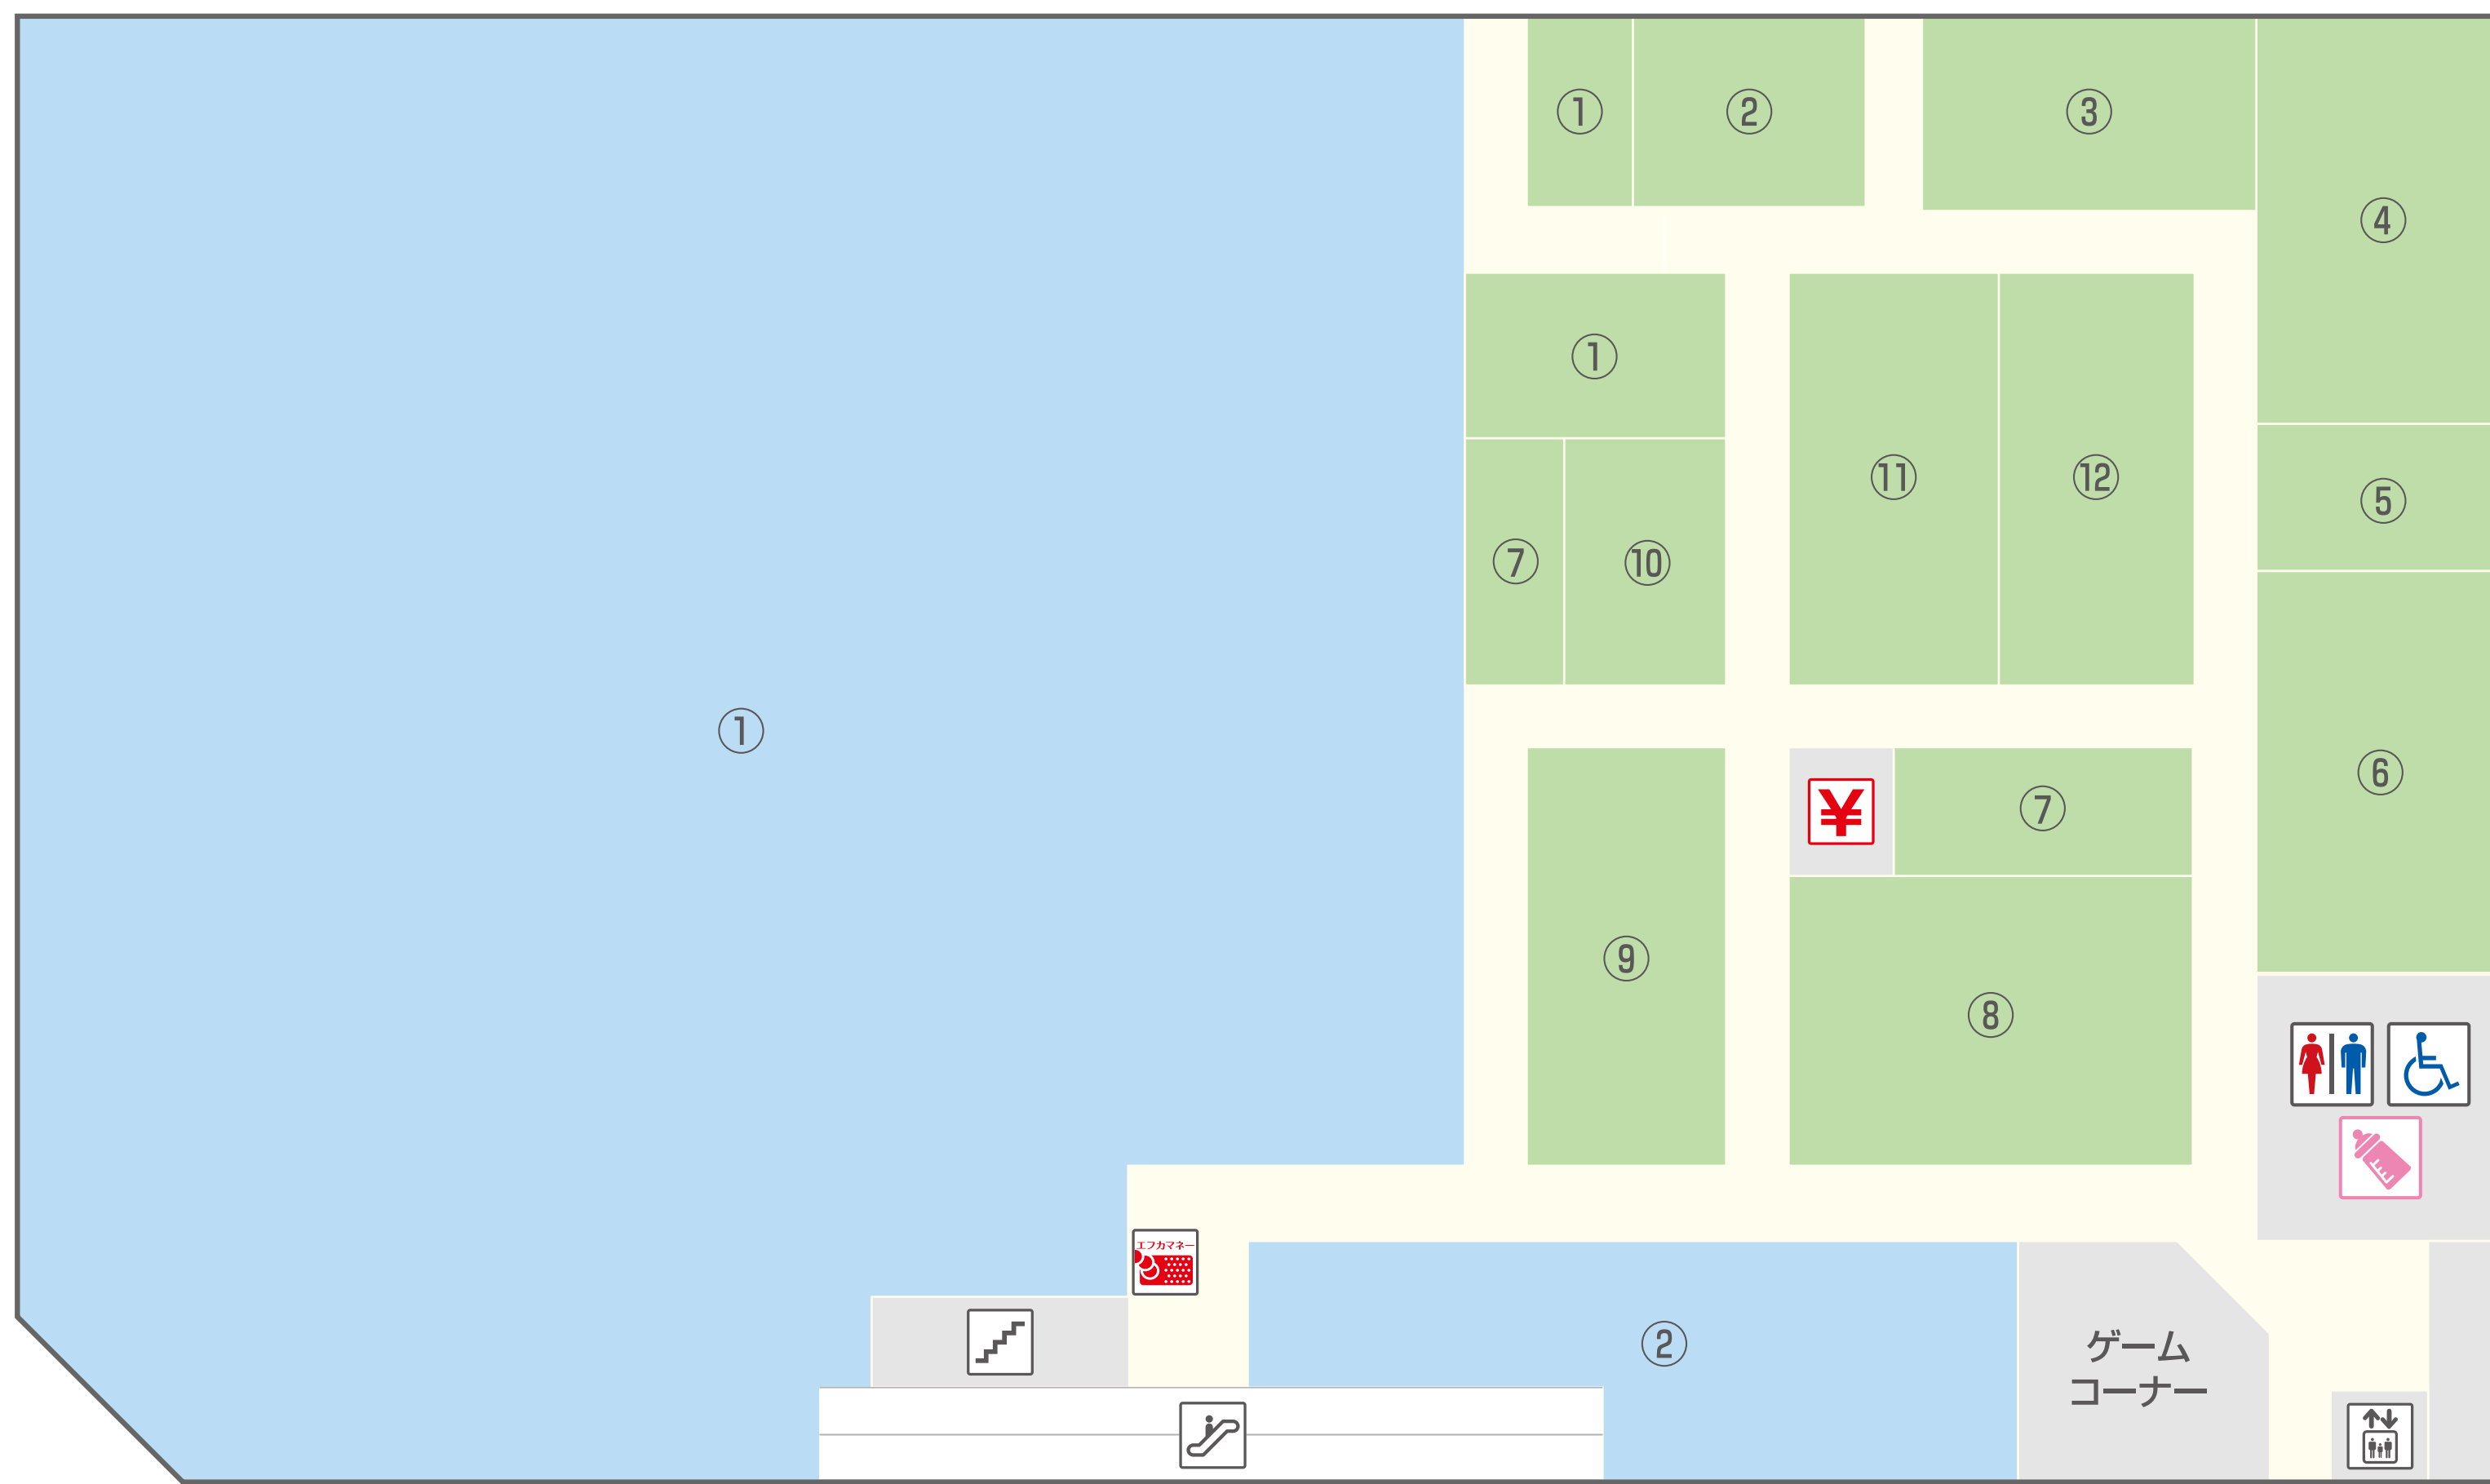 ① ② ③
④
①
⑪ ⑫
⑤
⑦ ⑩
①
⑥
¥ ⑦
⑨
⑧
エフカマネー
②
ゲーム
コーナー